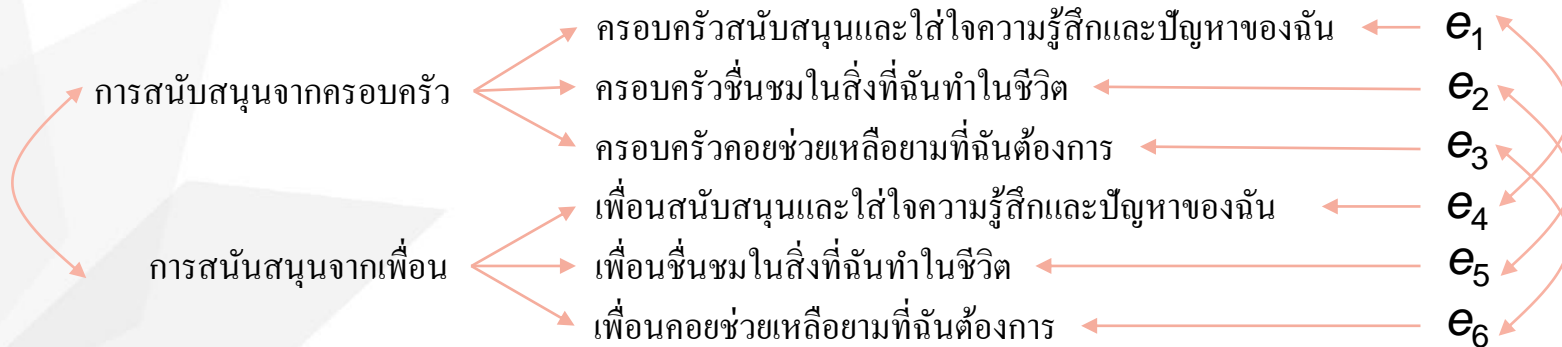 ครอบครัวสนับสนุนและใส่ใจความรู้สึกและปัญหาของฉัน e1
การสนับสนุนจากครอบครัว ครอบครัวชื่นชมในสิ่งที่ฉันทำในชีวิต e2
ครอบครัวคอยช่วยเหลือยามที่ฉันต้องการ e3
เพื่อนสนับสนุนและใส่ใจความรู้สึกและปัญหาของฉัน e4
การสนันสนุนจากเพื่อน เพื่อนชื่นชมในสิ่งที่ฉันทำในชีวิต e5
เพื่อนคอยช่วยเหลือยามที่ฉันต้องการ e6